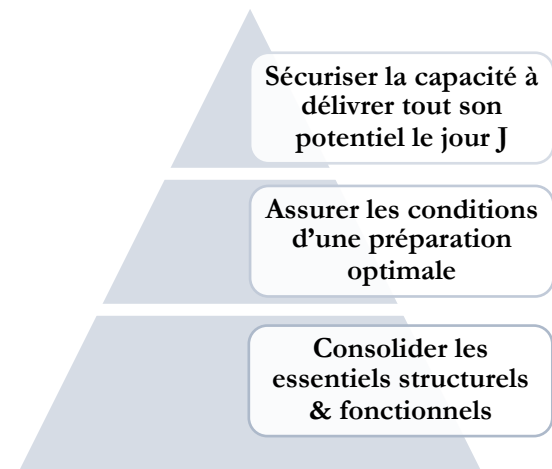 Sécuriser la capacité à
délivrer tout son
potentiel le jour J
Assurer les conditions
d’une préparation
optimale
Consolider les
essentiels structurels
& fonctionnels